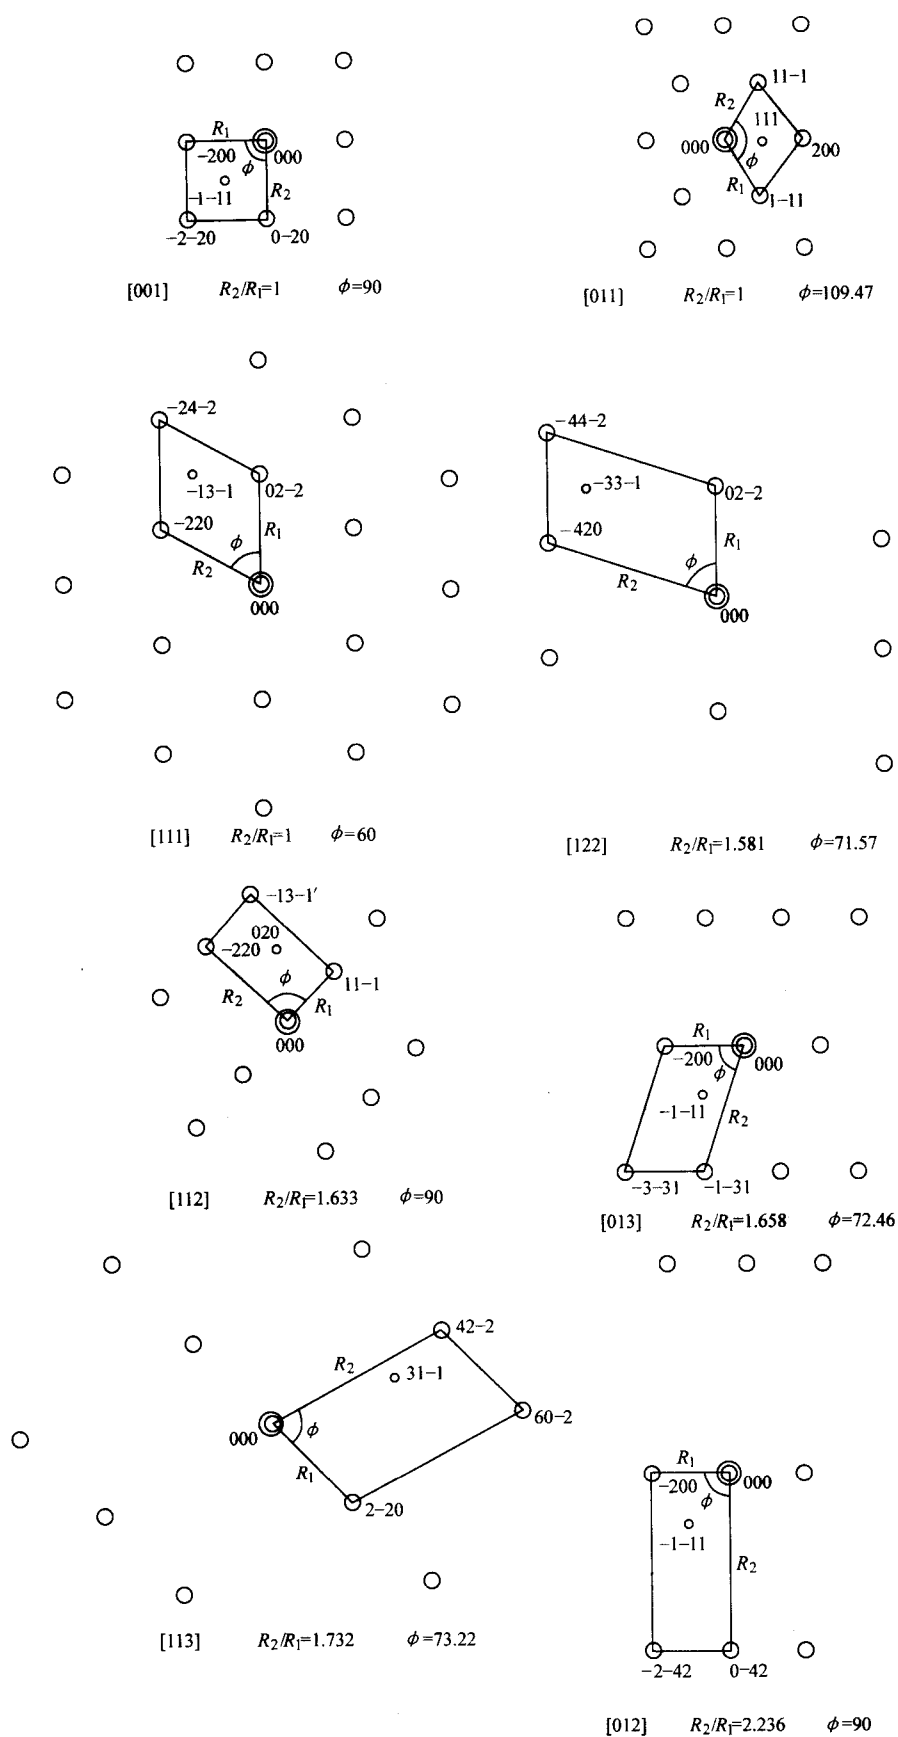 11−1
R₂
R₁
111
000
−200
φ
000
φ
200
−1−11
R₂
R₁
1−11
−2−20
0−20
[001] R₂/R₁=1 φ=90
[011] R₂/R₁=1 φ=109.47
−24−2
−44−2
−13−1
02−2
−33−1
02−2
−220
R₁
−420
R₁
φ
φ
R₂
R₂
000
000
[111] R₂/R₁=1 φ=60
[122] R₂/R₁=1.581 φ=71.57
−13−1′
020
−220
φ
11−1
R₂
R₁
000
R₁
−200
φ
000
−1−11
R₂
−3−31
−1−31
[112] R₂/R₁=1.633 φ=90
[013] R₂/R₁=1.658 φ=72.46
42−2
R₂
31−1
000
φ
60−2
R₁
2−20
R₁
−200
φ
000
−1−11
R₂
[113] R₂/R₁=1.732 φ=73.22
−2−42
0−42
[012] R₂/R₁=2.236 φ=90